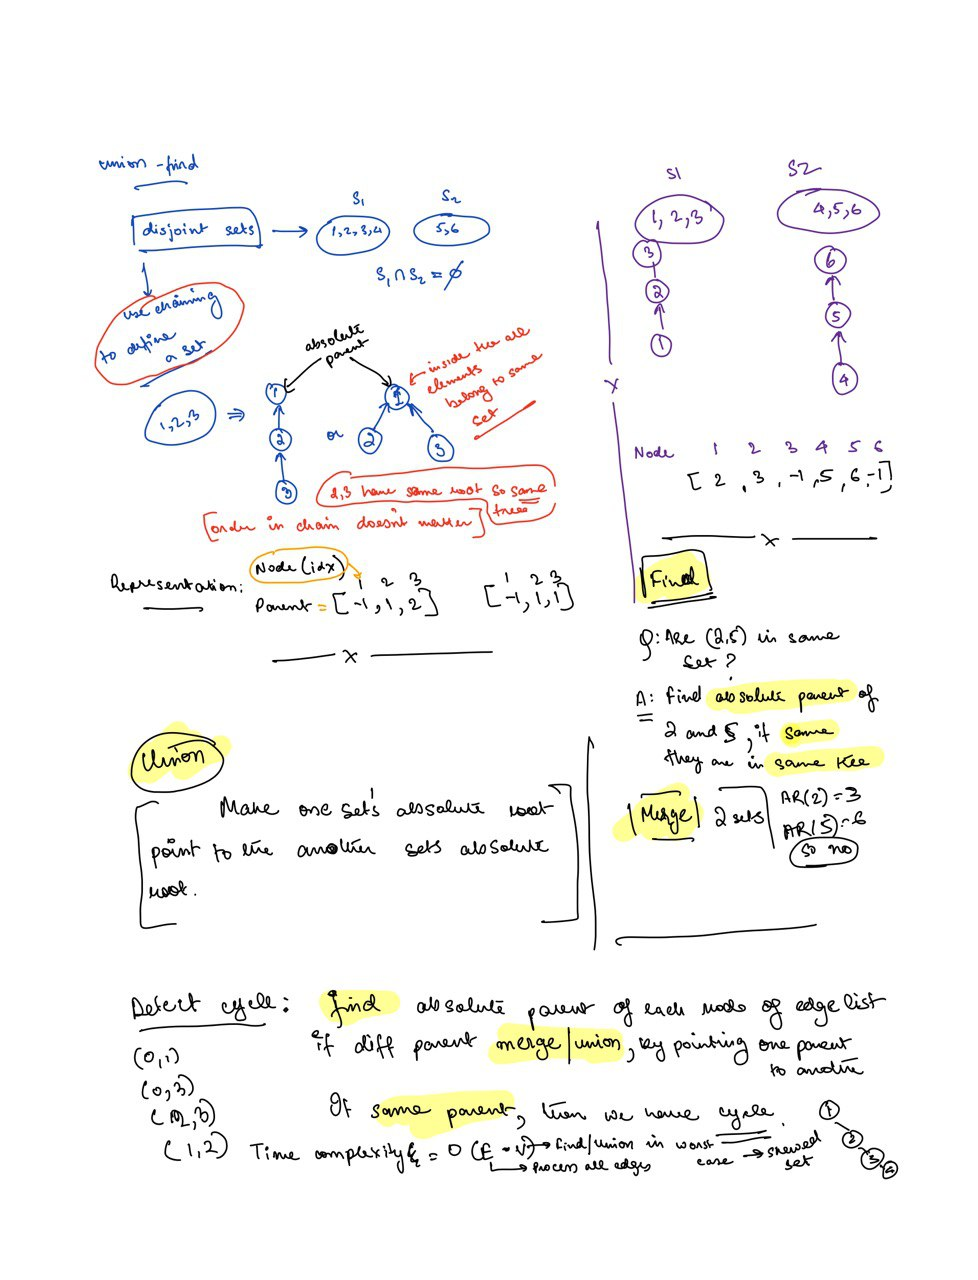 union-find
disjoint sets
S1
1,2,3,4
S2
5,6
S1 ∩ S2 = ϕ
use chaining
to define
a set
1,2,3 ⇒
absolute
parent
1
2
3
or
1
2
3
inside tree all
elements
belong to same
set
2,3 have same root so same
tree
[order in chain doesn't matter]
Representation:
Node (idx)
1 2 3
Parent = [-1, 1, 2]
1 2 3
[-1, 1, 1]
x
S1
1, 2, 3
3
2
1
S2
4,5,6
6
5
4
x
Node 1 2 3 4 5 6
[ 2 , 3, -1, 5, 6, -1]
x
Find
Q: Are (2,5) in same
set?
A: Find absolute parent of
2 and 5, if same
they are in same tree
AR(2) = 3
AR(5) = 6
so no
Merge 2 sets
Union
Make one set's absolute root
point to the another sets absolute
root.
Detect cycle: find absolute parent of each node of edge list
if diff parent merge|union, by pointing one parent
to another
(0,1)
(0,3)
(1,2)
If same parent, then we have cycle.
Time complexity = O (E * V) → find/union in worst
case → skewed
set
→ process all edges
1
2
3
4